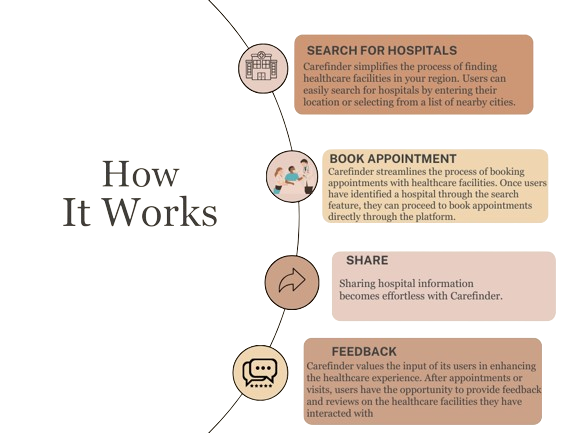 How
It Works
SEARCH FOR HOSPITALS
Carefinder simplifies the process of finding
healthcare facilities in your region. Users can
easily search for hospitals by entering their
location or selecting from a list of nearby cities.
BOOK APPOINTMENT
Carefinder streamlines the process of booking
appointments with healthcare facilities. Once users
have identified a hospital through the search
feature, they can proceed to book appointments
directly through the platform.
SHARE
Sharing hospital information
becomes effortless with Carefinder.
FEEDBACK
Carefinder values the input of its users in enhancing
the healthcare experience. After appointments or
visits, users have the opportunity to provide feedback
and reviews on the healthcare facilities they have
interacted with